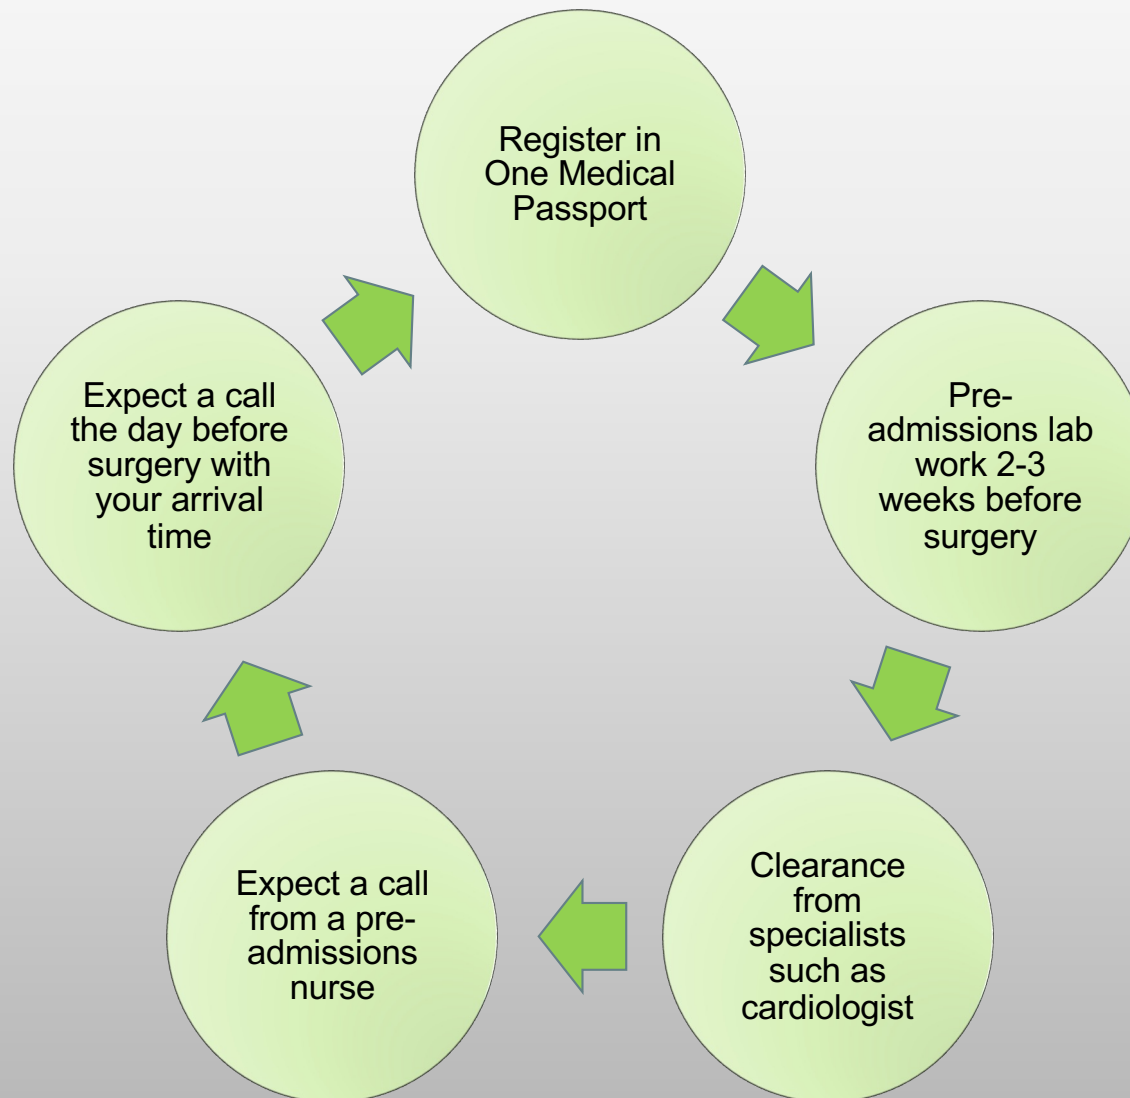 Register in
One Medical
Passport
Pre-
admissions lab
work 2-3
weeks before
surgery
Clearance
from
specialists
such as
cardiologist
Expect a call
from a pre-
admissions
nurse
Expect a call
the day before
surgery with
your arrival
time